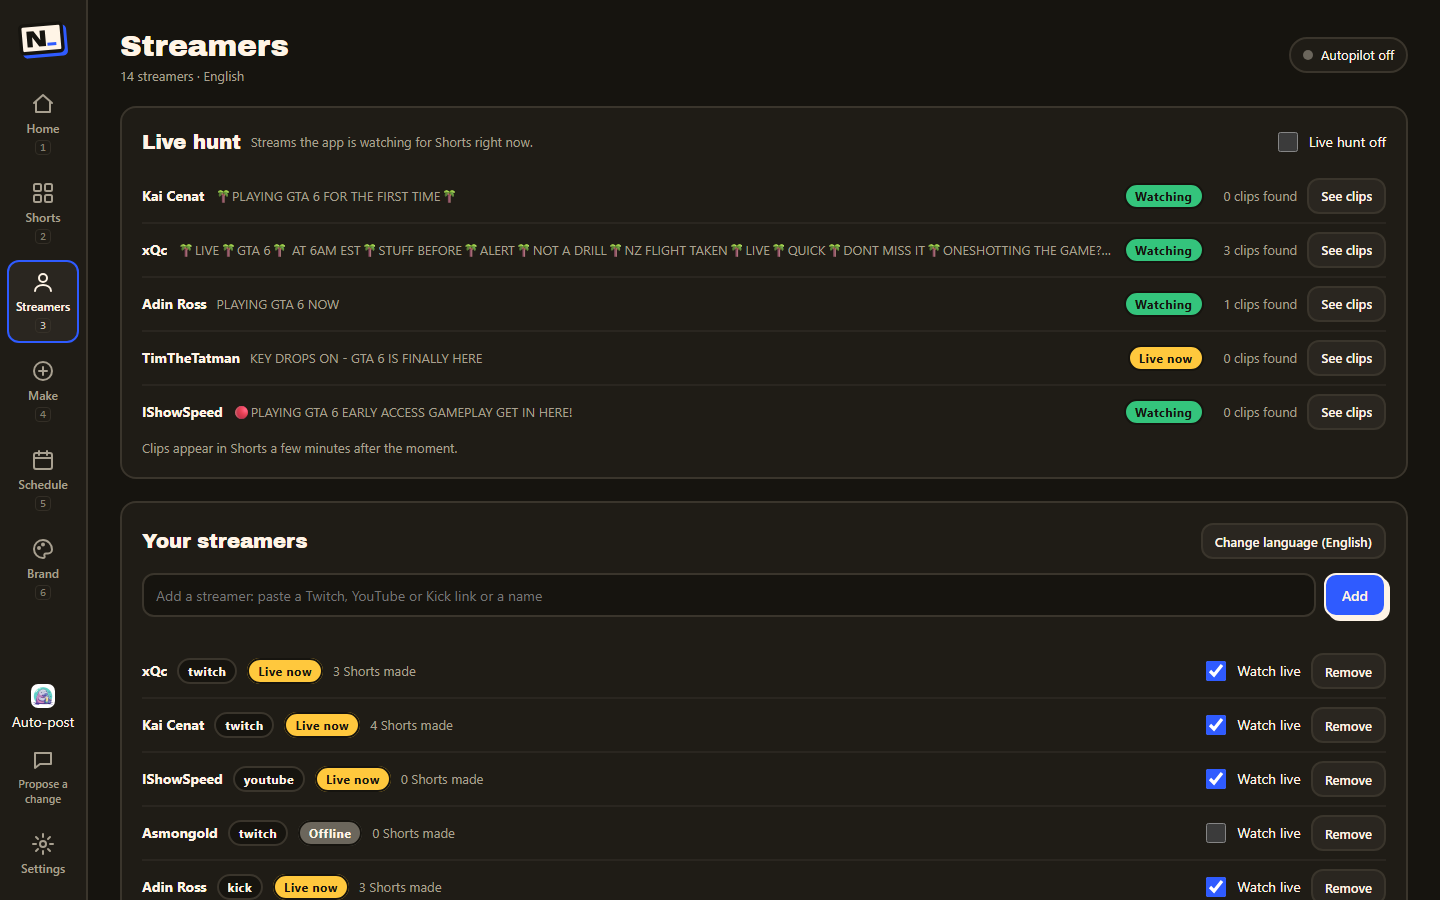 N_
Home
1
Shorts
2
Streamers
3
Make
4
Schedule
5
Brand
6
Auto-post
Propose a
change
Settings
Streamers
14 streamers · English
Autopilot off
Live hunt Streams the app is watching for Shorts right now. Live hunt off
Kai Cenat 🌴PLAYING GTA 6 FOR THE FIRST TIME🌴 Watching 0 clips found See clips
xQc 🌴LIVE🌴GTA 6🌴 AT 6AM EST🌴STUFF BEFORE🌴ALERT🌴NOT A DRILL🌴NZ FLIGHT TAKEN🌴LIVE🌴QUICK🌴DONT MISS IT🌴ONESHOTTING THE GAME?... Watching 3 clips found See clips
Adin Ross PLAYING GTA 6 NOW Watching 1 clips found See clips
TimTheTatman KEY DROPS ON - GTA 6 IS FINALLY HERE Live now 0 clips found See clips
IShowSpeed 🔴PLAYING GTA 6 EARLY ACCESS GAMEPLAY GET IN HERE! Watching 0 clips found See clips
Clips appear in Shorts a few minutes after the moment.
Your streamers Change language (English)
Add a streamer: paste a Twitch, YouTube or Kick link or a name Add
xQc twitch Live now 3 Shorts made Watch live Remove
Kai Cenat twitch Live now 4 Shorts made Watch live Remove
IShowSpeed youtube Live now 0 Shorts made Watch live Remove
Asmongold twitch Offline 0 Shorts made Watch live Remove
Adin Ross kick Live now 3 Shorts made Watch live Remove